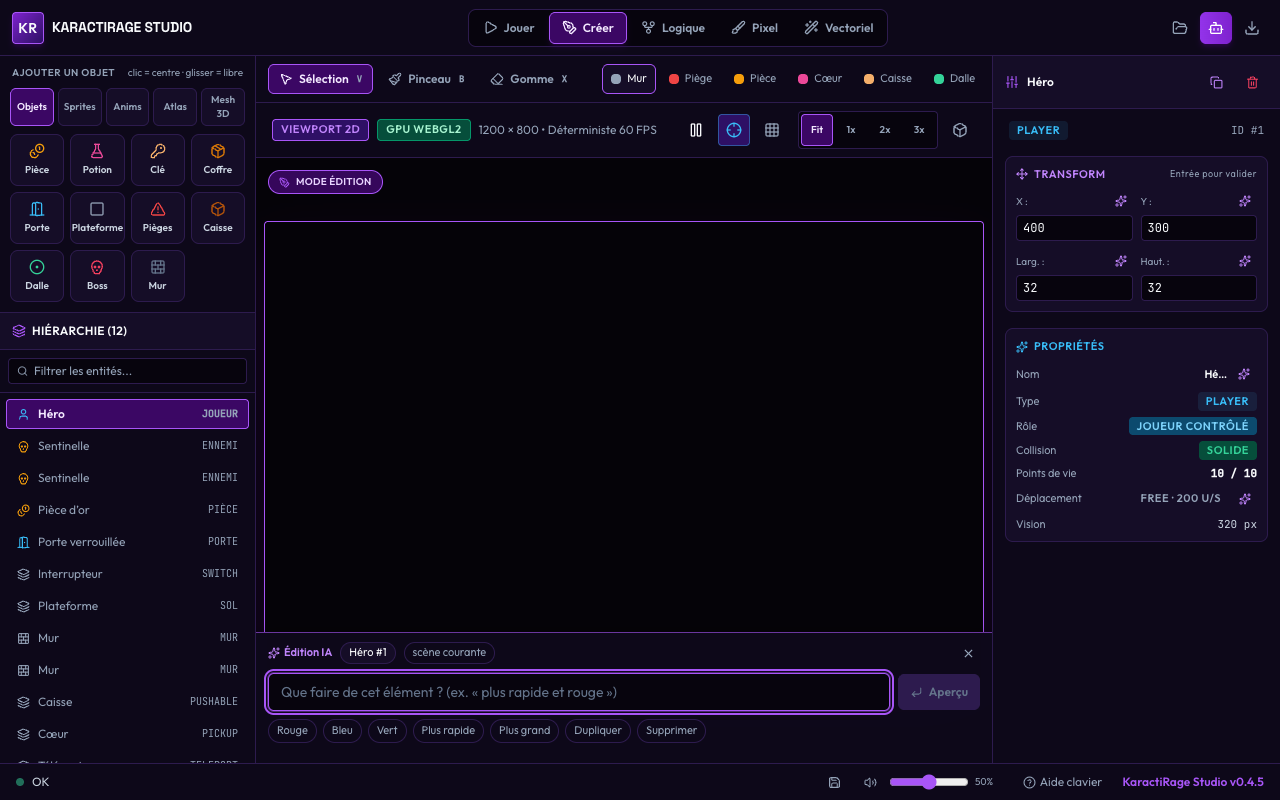 KR KARACTIRAGE STUDIO
Jouer Créer Logique Pixel Vectoriel
AJOUTER UN OBJET clic = centre · glisser = libre
Objets Sprites Anims Atlas Mesh 3D
Pièce Potion Clé Coffre
Porte Plateforme Pièges Caisse
Dalle Boss Mur
HIÉRARCHIE (12)
Filtrer les entités...
Héro JOUEUR
Sentinelle ENNEMI
Sentinelle ENNEMI
Pièce d'or PIÈCE
Porte verrouillée PORTE
Interrupteur SWITCH
Plateforme SOL
Mur MUR
Mur MUR
Caisse PUSHABLE
Cœur PICKUP
Sélection V Pinceau B Gomme X Mur Piège Pièce Cœur Caisse Dalle
VIEWPORT 2D GPU WEBGL2 1200 × 800 • Déterministe 60 FPS Fit 1x 2x 3x
MODE ÉDITION
Édition IA Héro #1 scène courante
Que faire de cet élément ? (ex. « plus rapide et rouge ») Aperçu
Rouge Bleu Vert Plus rapide Plus grand Dupliquer Supprimer
Héro
PLAYER ID #1
TRANSFORM Entrée pour valider
X : Y :
400 300
Larg. : Haut. :
32 32
PROPRIÉTÉS
Nom Hé...
Type PLAYER
Rôle JOUEUR CONTRÔLÉ
Collision SOLIDE
Points de vie 10 / 10
Déplacement FREE · 200 U/S
Vision 320 px
OK 50% Aide clavier KaractiRage Studio v0.4.5